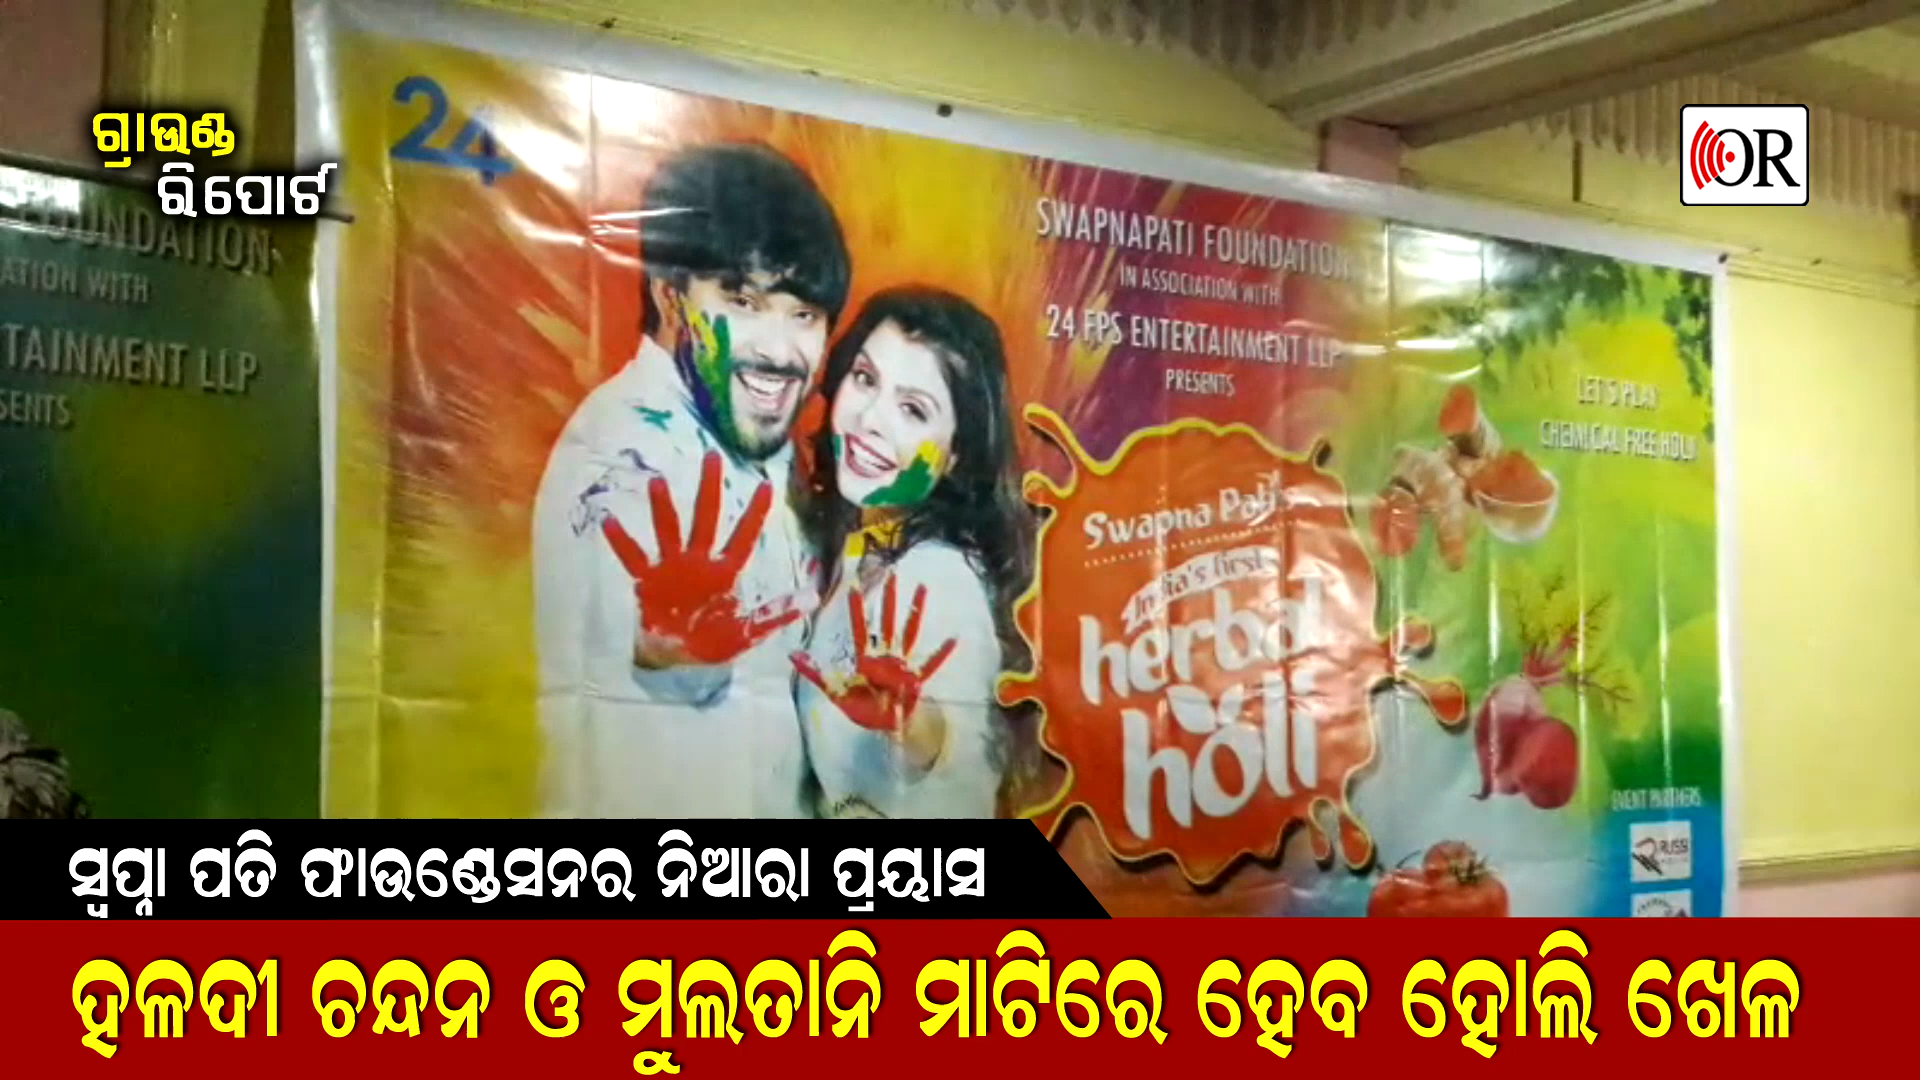 ଗ୍ରାଉଣ୍ଡ
ରିପୋର୍ଟ
OR
24
FOUNDATION
ATION WITH
TAINMENT LLP
SENTS
SWAPNAPATI FOUNDATION
IN ASSOCIATION WITH
24 FPS ENTERTAINMENT LLP
PRESENTS
LET'S PLAY
CHEMICAL FREE HOLI
Swapna Pati's
India's first
herbal
holi
EVENT PARTNERS
ସ୍ୱପ୍ନା ପତି ଫାଉଣ୍ଡେସନର ନିଆରା ପ୍ରୟାସ
ହଳଦୀ ଚନ୍ଦନ ଓ ମୁଲତାନି ମାଟିରେ ହେବ ହୋଲି ଖେଳ